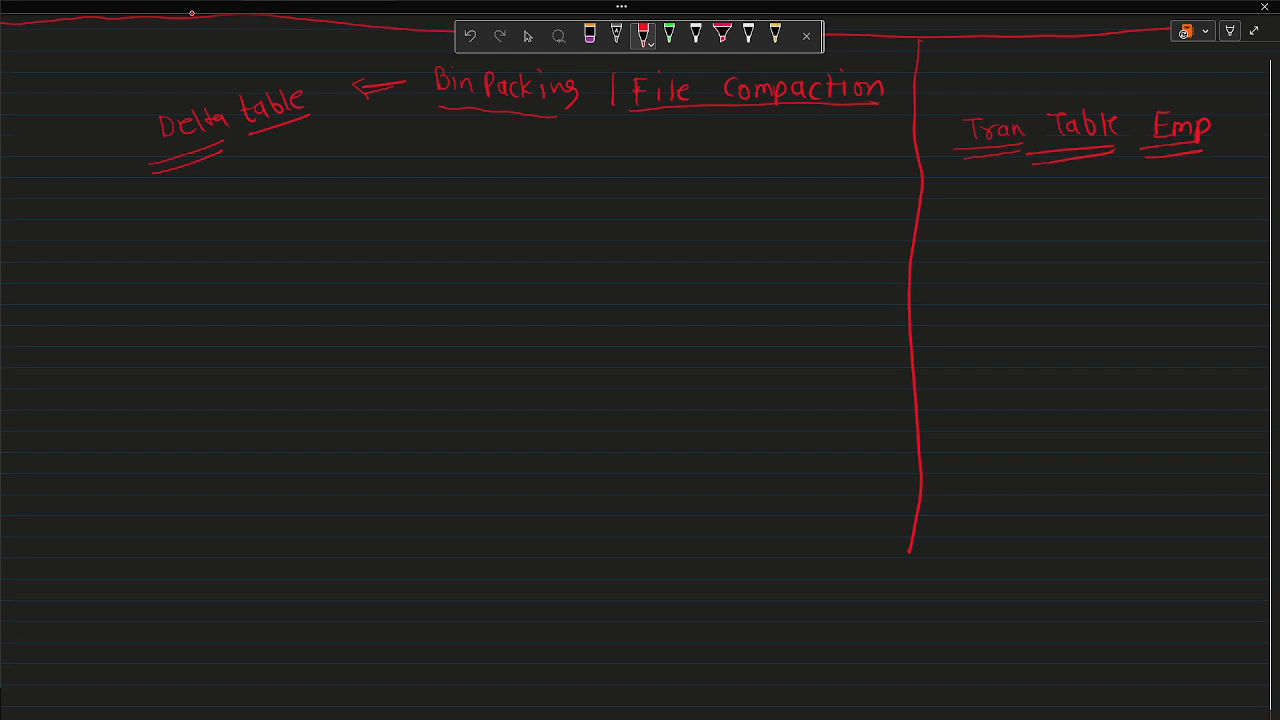 Delta table ⇐ Bin Packing | File Compaction
Tran Table Emp